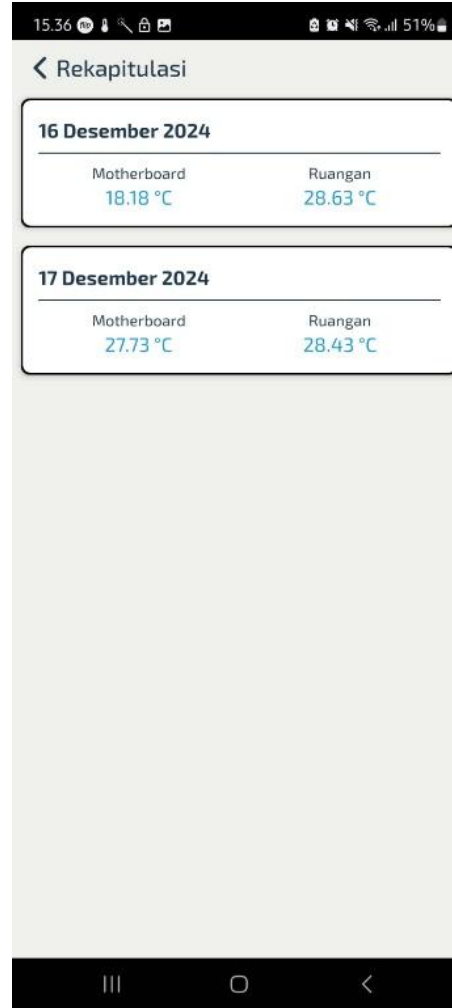 15.36 51%
Rekapitulasi
16 Desember 2024
Motherboard Ruangan
18.18 °C 28.63 °C
17 Desember 2024
Motherboard Ruangan
27.73 °C 28.43 °C